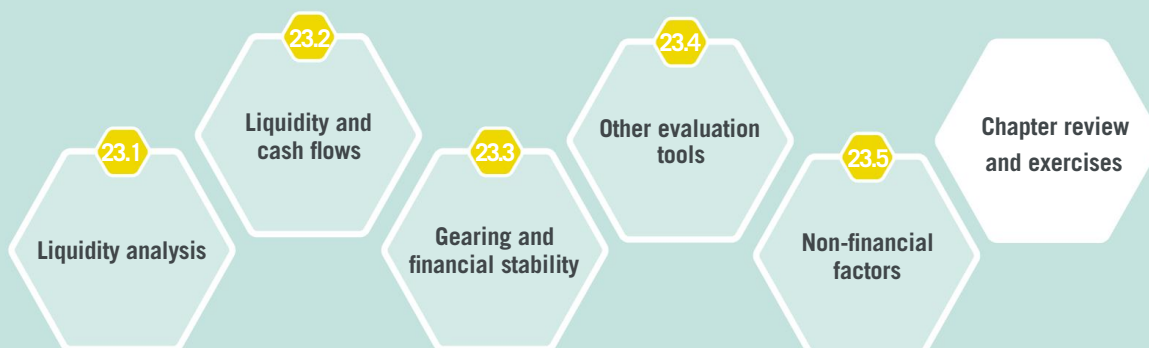 23.1
Liquidity analysis
23.2
Liquidity and
cash flows
23.3
Gearing and
financial stability
23.4
Other evaluation
tools
23.5
Non-financial
factors
Chapter review
and exercises